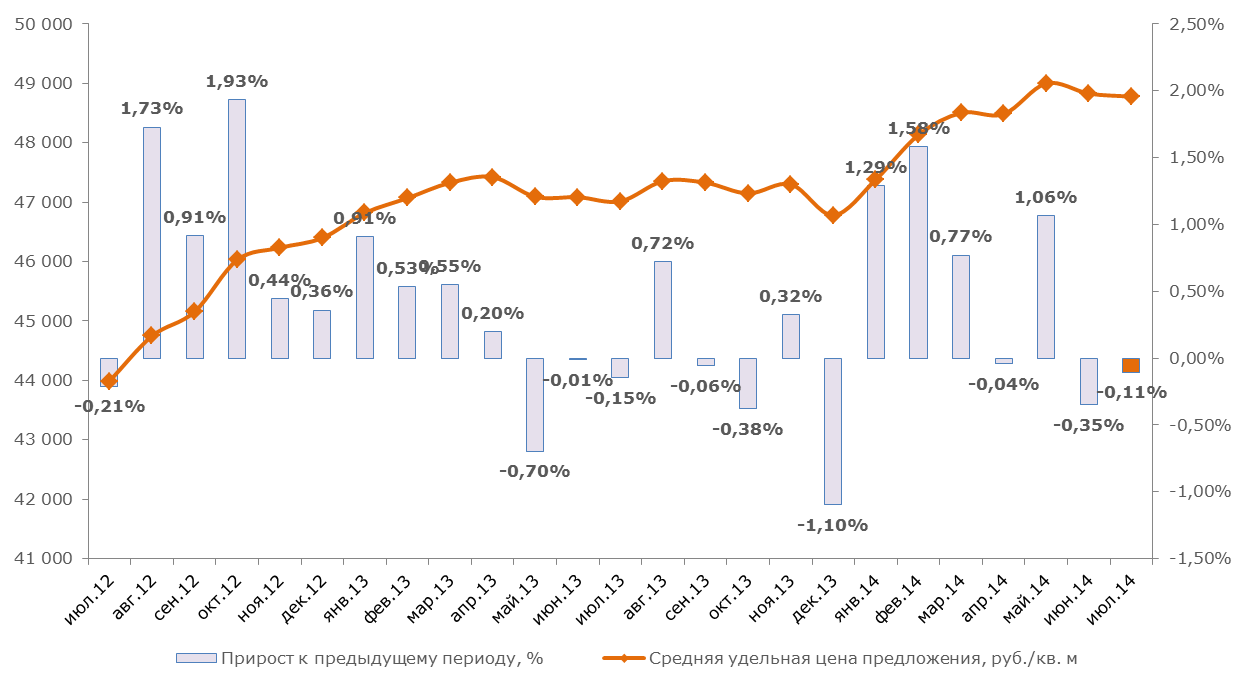 50 000
49 000
48 000
47 000
46 000
45 000
44 000
43 000
42 000
41 000
2,50%
2,00%
1,50%
1,00%
0,50%
0,00%
-0,50%
-1,00%
-1,50%
-0,21%
1,73%
0,91%
1,93%
0,44%
0,36%
0,91%
0,53%
0,55%
0,20%
-0,70%
-0,01%
-0,15%
0,72%
-0,06%
-0,38%
0,32%
-1,10%
1,29%
1,58%
0,77%
-0,04%
1,06%
-0,35%
-0,11%
июл.12
авг.12
сен.12
окт.12
ноя.12
дек.12
янв.13
фев.13
мар.13
апр.13
май.13
июн.13
июл.13
авг.13
сен.13
окт.13
ноя.13
дек.13
янв.14
фев.14
мар.14
апр.14
май.14
июн.14
июл.14
Прирост к предыдущему периоду, %
Средняя удельная цена предложения, руб./кв. м